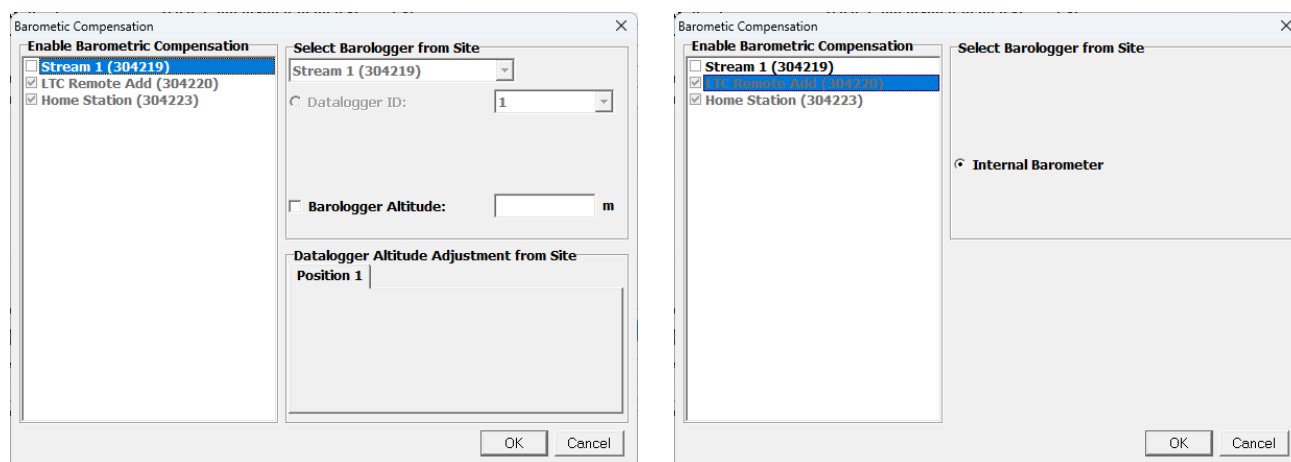 Barometic Compensation
Enable Barometric Compensation
Stream 1 (304219)
LTC Remote Add (304220)
Home Station (304223)
Select Barologger from Site
Stream 1 (304219)
Datalogger ID:
1
Barologger Altitude:
m
Datalogger Altitude Adjustment from Site
Position 1
OK
Cancel
Barometic Compensation
Enable Barometric Compensation
Stream 1 (304219)
LTC Remote Add (304220)
Home Station (304223)
Select Barologger from Site
Internal Barometer
OK
Cancel